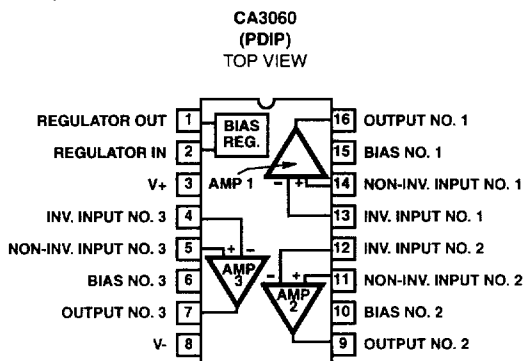 CA3060
(PDIP)
TOP VIEW
REGULATOR OUT 1
REGULATOR IN 2
V+ 3
INV. INPUT NO. 3 4
NON-INV. INPUT NO. 3 5
BIAS NO. 3 6
OUTPUT NO. 3 7
V- 8
BIAS
REG.
AMP 1
- +
+ -
AMP
3
- +
AMP
2
16 OUTPUT NO. 1
15 BIAS NO. 1
14 NON-INV. INPUT NO. 1
13 INV. INPUT NO. 1
12 INV. INPUT NO. 2
11 NON-INV. INPUT NO. 2
10 BIAS NO. 2
9 OUTPUT NO. 2